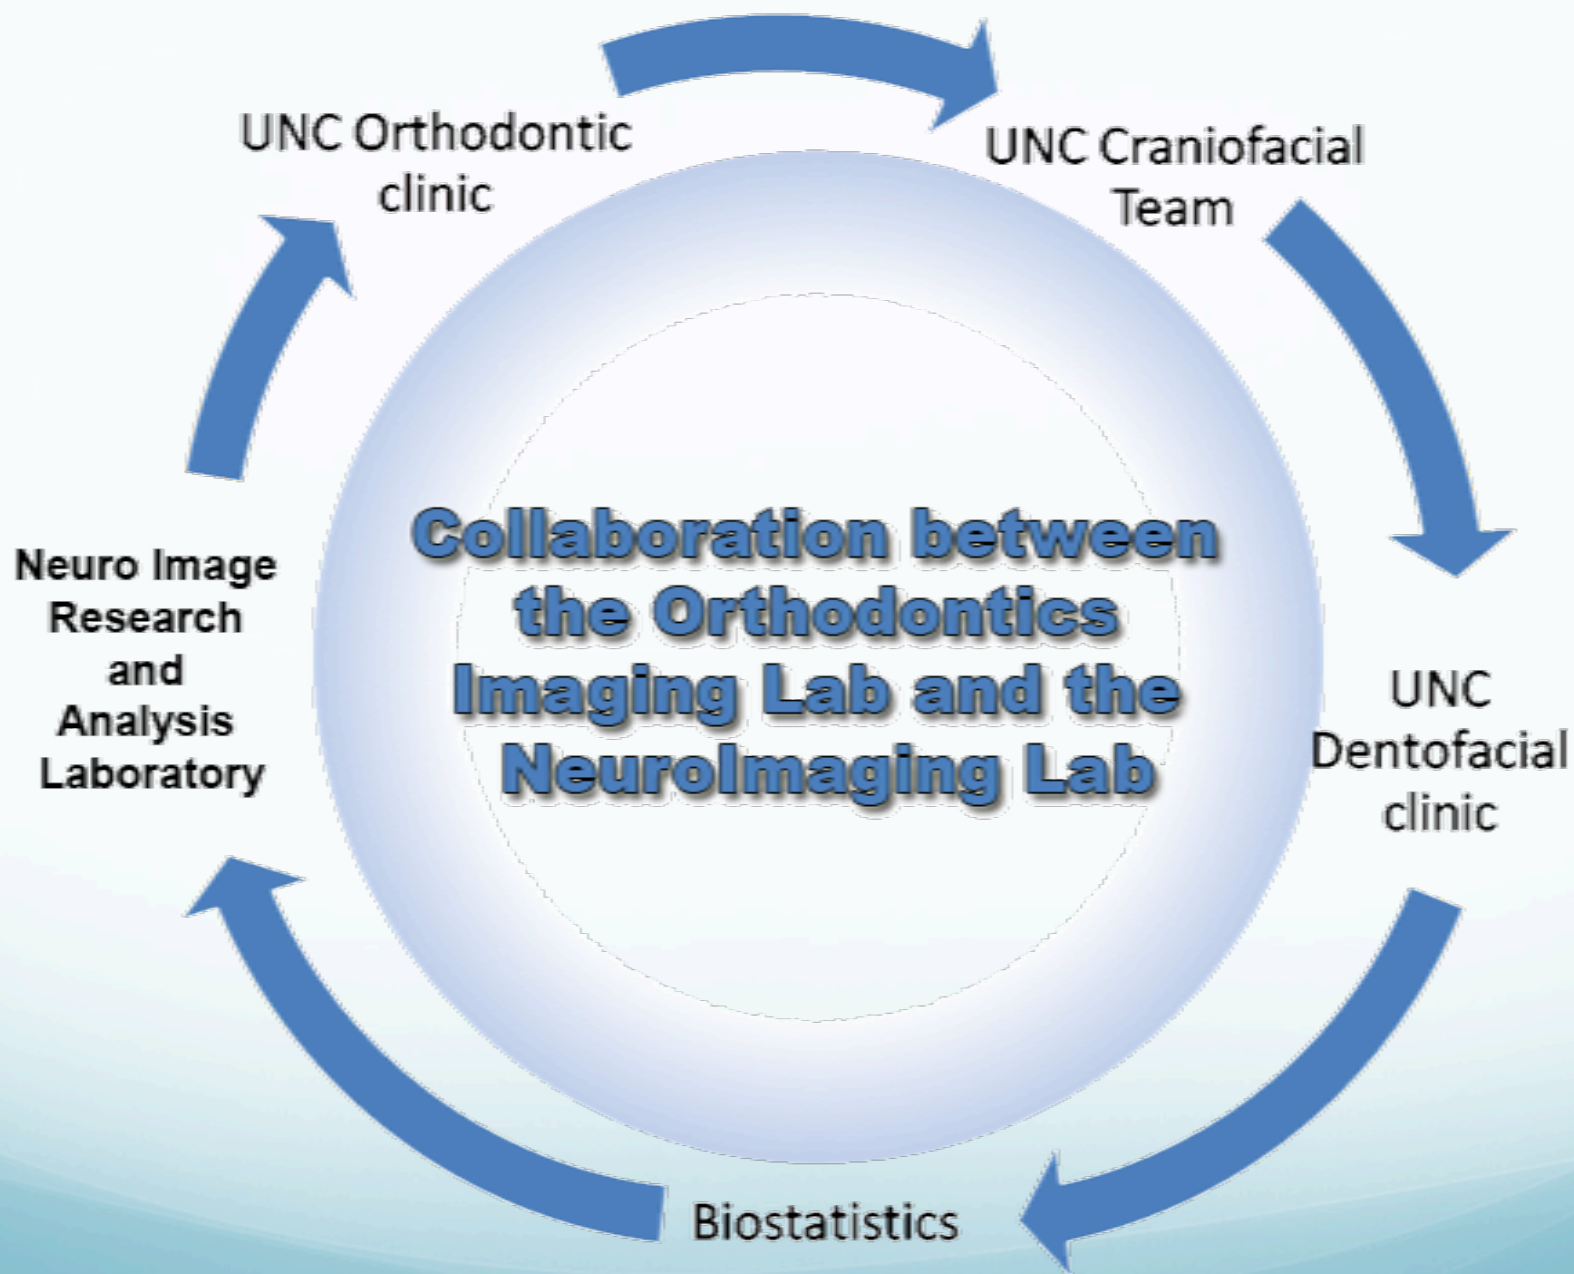 UNC Orthodontic
clinic
UNC Craniofacial
Team
Collaboration between
the Orthodontics
Imaging Lab and the
NeuroImaging Lab
Neuro Image
Research
and
Analysis
Laboratory
UNC
Dentofacial
clinic
Biostatistics